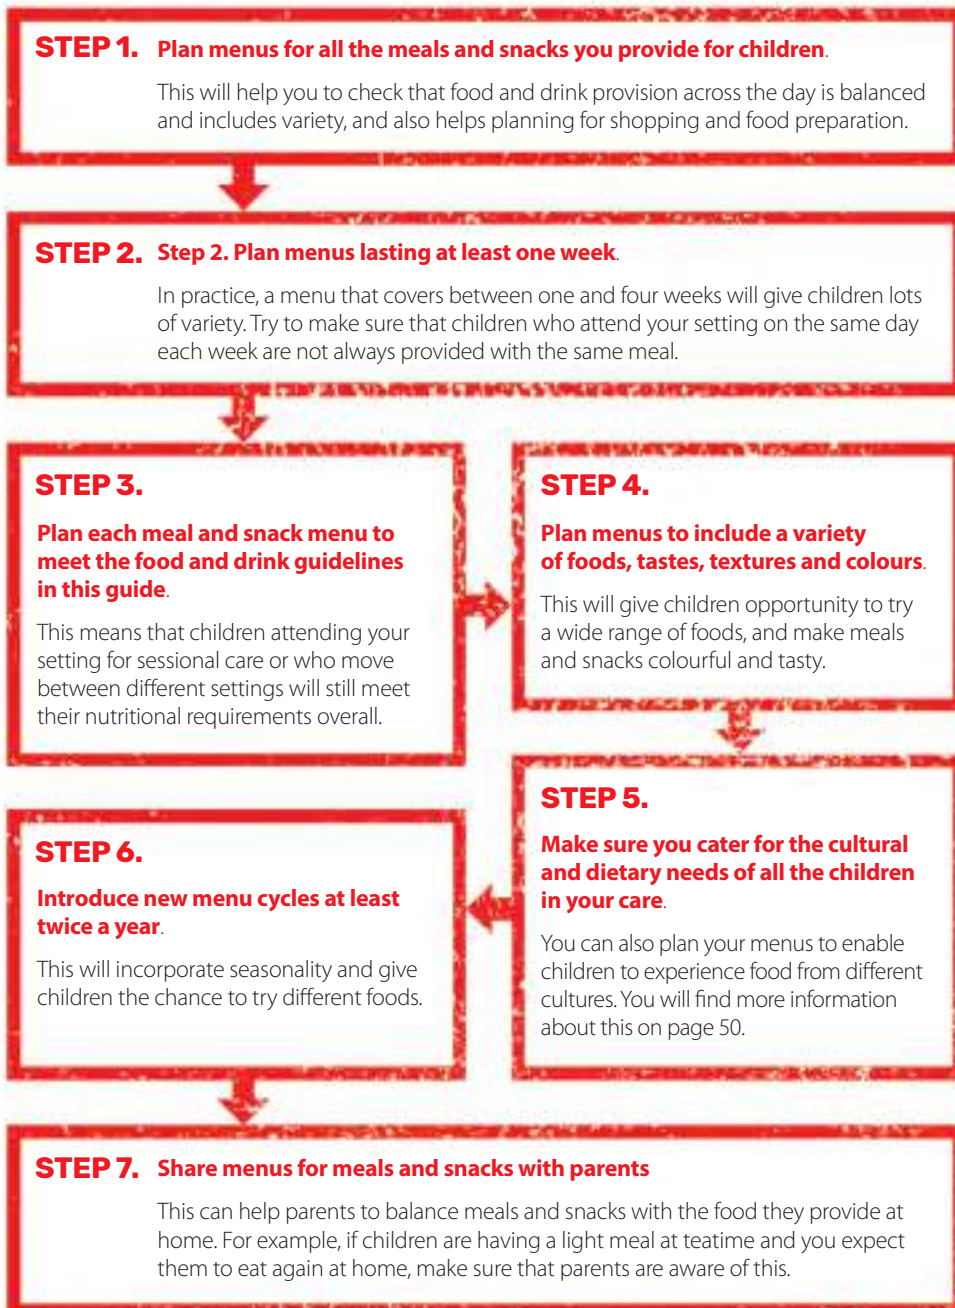 STEP 1. Plan menus for all the meals and snacks you provide for children.
This will help you to check that food and drink provision across the day is balanced
and includes variety, and also helps planning for shopping and food preparation.
STEP 2. Step 2. Plan menus lasting at least one week.
In practice, a menu that covers between one and four weeks will give children lots
of variety. Try to make sure that children who attend your setting on the same day
each week are not always provided with the same meal.
STEP 3.
Plan each meal and snack menu to
meet the food and drink guidelines
in this guide.
This means that children attending your
setting for sessional care or who move
between different settings will still meet
their nutritional requirements overall.
STEP 4.
Plan menus to include a variety
of foods, tastes, textures and colours.
This will give children opportunity to try
a wide range of foods, and make meals
and snacks colourful and tasty.
STEP 5.
Make sure you cater for the cultural
and dietary needs of all the children
in your care.
You can also plan your menus to enable
children to experience food from different
cultures. You will find more information
about this on page 50.
STEP 6.
Introduce new menu cycles at least
twice a year.
This will incorporate seasonality and give
children the chance to try different foods.
STEP 7. Share menus for meals and snacks with parents
This can help parents to balance meals and snacks with the food they provide at
home. For example, if children are having a light meal at teatime and you expect
them to eat again at home, make sure that parents are aware of this.